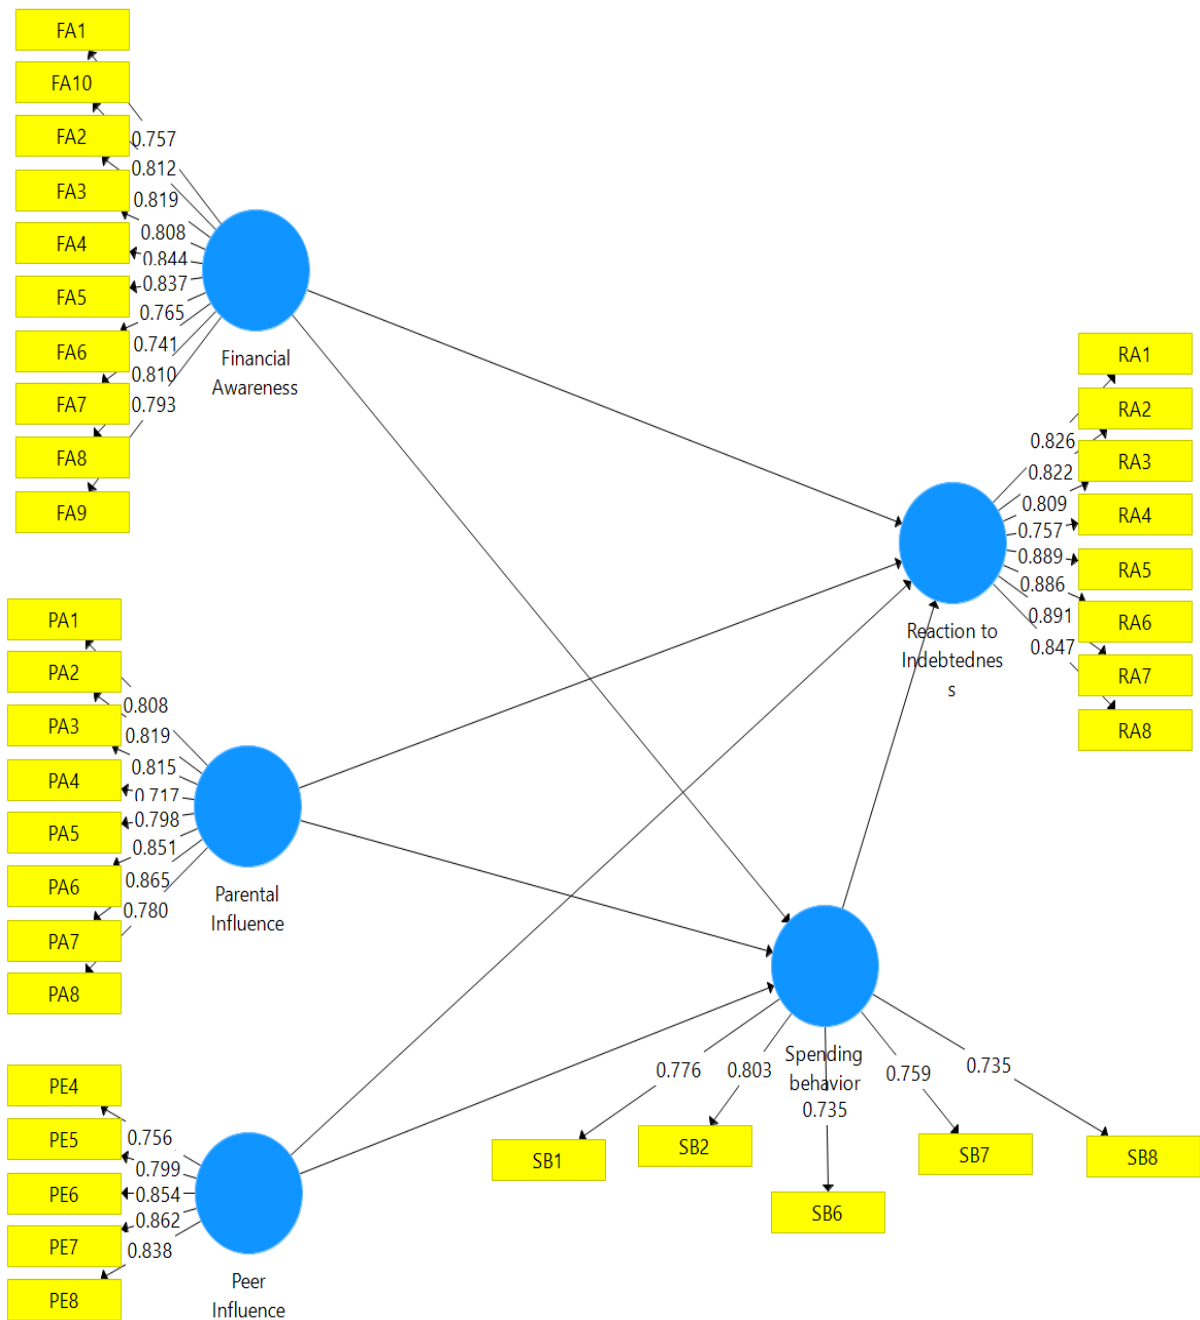 FA1
FA10
FA2
FA3
FA4
FA5
FA6
FA7
FA8
FA9
0.757
0.812
0.819
0.808
0.844
0.837
0.765
0.741
0.810
0.793
Financial
Awareness
PA1
PA2
PA3
PA4
PA5
PA6
PA7
PA8
0.808
0.819
0.815
0.717
0.798
0.851
0.865
0.780
Parental
Influence
PE4
PE5
PE6
PE7
PE8
0.756
0.799
0.854
0.862
0.838
Peer
Influence
RA1
RA2
RA3
RA4
RA5
RA6
RA7
RA8
0.826
0.822
0.809
0.757
0.889
0.886
0.891
0.847
Reaction to
Indebtednes
s
Spending
behavior
0.776
0.803
0.735
0.759
0.735
SB1
SB2
SB6
SB7
SB8